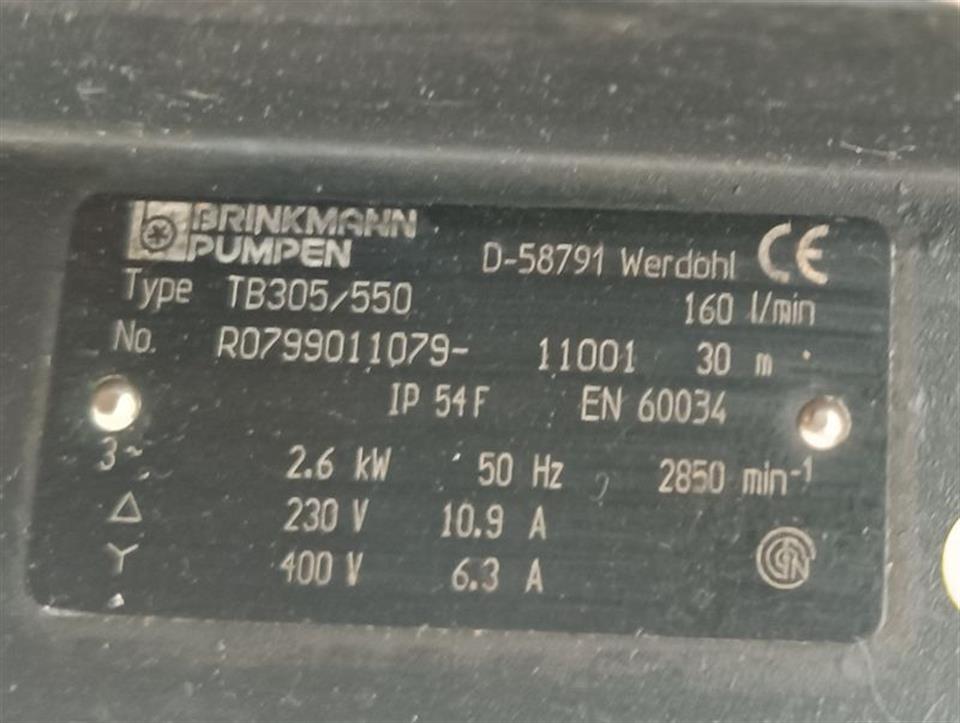 BRINKMANN
PUMPEN
D-58791 Werdohl CE
Type TB305/550 160 l/min
No. R0799011079- 11001 30 m
IP 54F EN 60034
3~ 2.6 kW 50 Hz 2850 min⁻¹
△ 230 V 10.9 A
Y 400 V 6.3 A